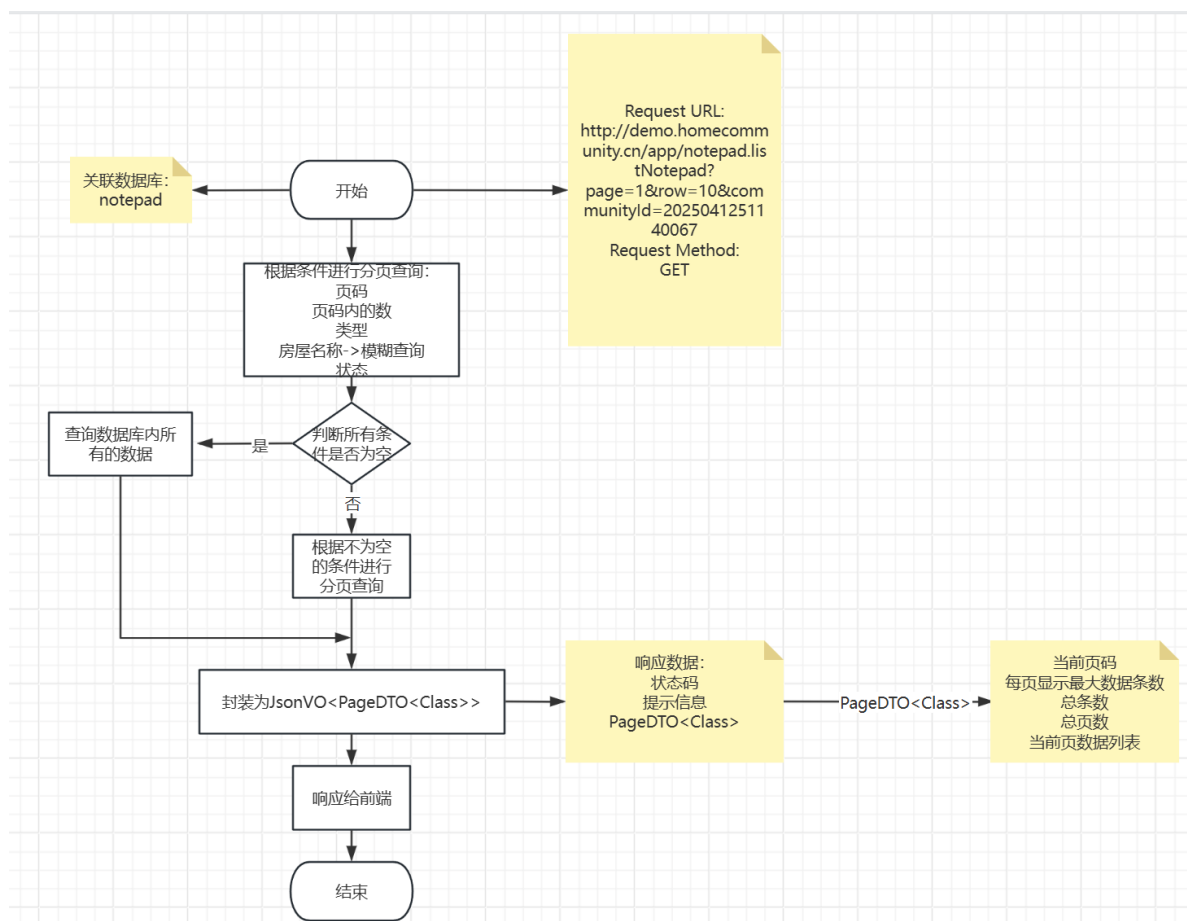 关联数据库：
notepad
开始
Request URL:
http://demo.homecomm
unity.cn/app/notepad.lis
tNotepad?
page=1&row=10&com
munityId=20250412511
40067
Request Method:
GET
根据条件进行分页查询：
页码
页码内的数
类型
房屋名称->模糊查询
状态
判断所有条
件是否为空
是
查询数据库内所
有的数据
否
根据不为空
的条件进行
分页查询
封装为JsonVO<PageDTO<Class>>
响应数据：
状态码
提示信息
PageDTO<Class>
PageDTO<Class>
当前页码
每页显示最大数据条数
总条数
总页数
当前页数据列表
响应给前端
结束